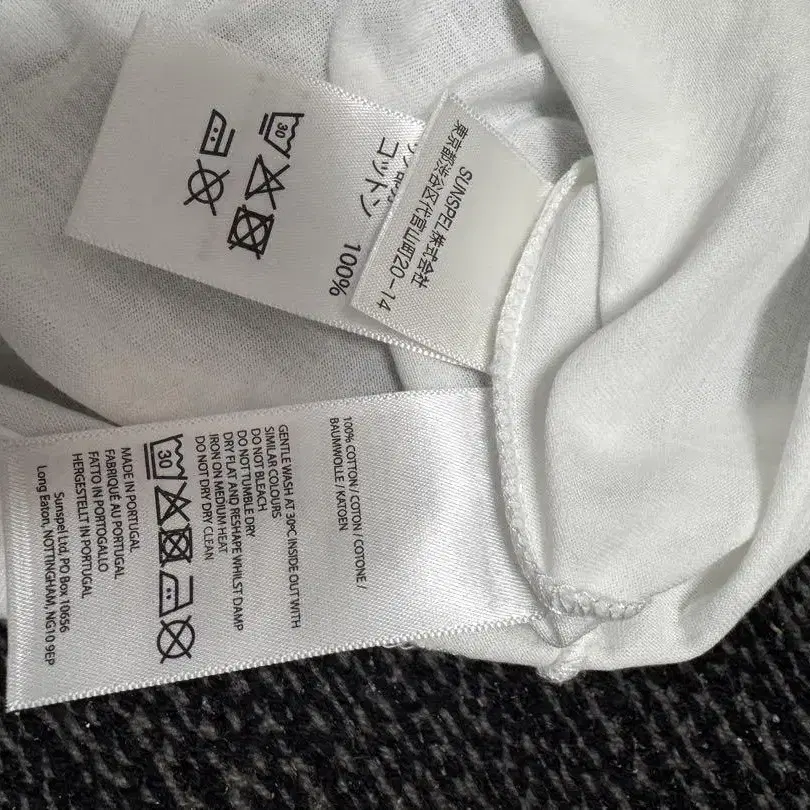 コットン 100%
SUNSPEL株式会社
東京都渋谷区代官山町20-14
30
100% COTTON / COTON / COTONE /
BAUMWOLLE / KATOEN
GENTLE WASH AT 30ºC INSIDE OUT WITH
SIMILAR COLOURS
DO NOT BLEACH
DO NOT TUMBLE DRY
DRY FLAT AND RESHAPE WHILST DAMP
IRON ON MEDIUM HEAT
DO NOT DRY CLEAN
30
MADE IN PORTUGAL
FABRIQUÉ AU PORTUGAL
FATTO IN PORTOGALLO
HERGESTELLT IN PORTUGAL
Sunspel Ltd, PO Box 10656
Long Eaton, NOTTINGHAM, NG10 9EP